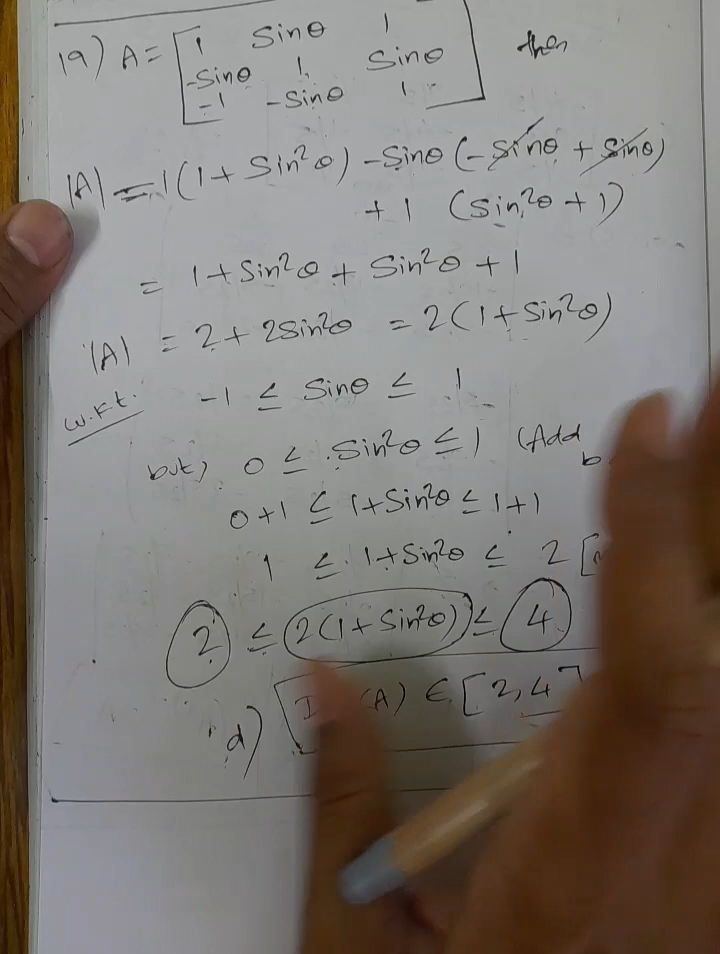 19) A = [ 1 Sinθ 1 then
-Sinθ 1 Sinθ
-1 -Sinθ 1 ]
|A| = 1(1 + Sin²θ) - Sinθ (-Sinθ + Sinθ)
+ 1 (Sin²θ + 1)
= 1 + Sin²θ + Sin²θ + 1
|A| = 2 + 2Sin²θ = 2(1 + Sin²θ)
W.K.t. -1 ≤ Sinθ ≤ 1
but, 0 ≤ Sin²θ ≤ 1 (Add
0+1 ≤ 1+Sin²θ ≤ 1+1
1 ≤ 1+Sin²θ ≤ 2 [
2 ≤ 2(1+Sin²θ) ≤ 4
d) (A) ∈ [2,4]